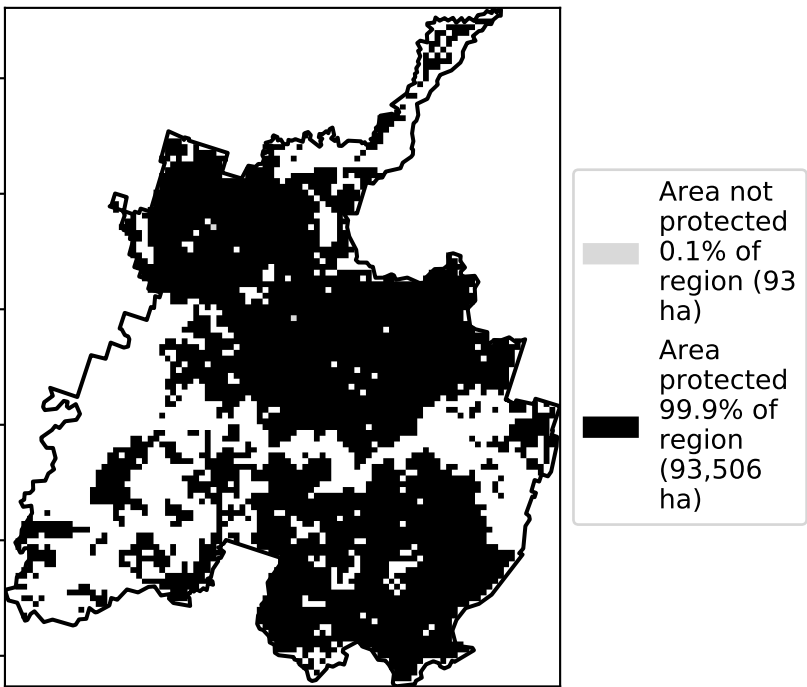 Area not
protected
0.1% of
region (93
ha)
Area
protected
99.9% of
region
(93,506
ha)